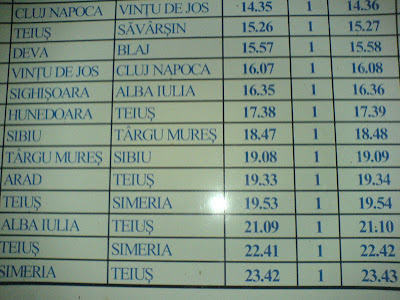 CLUJ NAPOCA VINȚU DE JOS 14.35 1 14.36
TEIUȘ SĂVÂRȘIN 15.26 1 15.27
DEVA BLAJ 15.57 1 15.58
VINȚU DE JOS CLUJ NAPOCA 16.07 1 16.08
SIGHIȘOARA ALBA IULIA 16.35 1 16.36
HUNEDOARA TEIUȘ 17.38 1 17.39
SIBIU TÂRGU MUREȘ 18.47 1 18.48
TÂRGU MUREȘ SIBIU 19.08 1 19.09
ARAD TEIUȘ 19.33 1 19.34
TEIUȘ SIMERIA 19.53 1 19.54
ALBA IULIA TEIUȘ 21.09 1 21:10
TEIUȘ SIMERIA 22.41 1 22.42
SIMERIA TEIUȘ 23.42 1 23.43